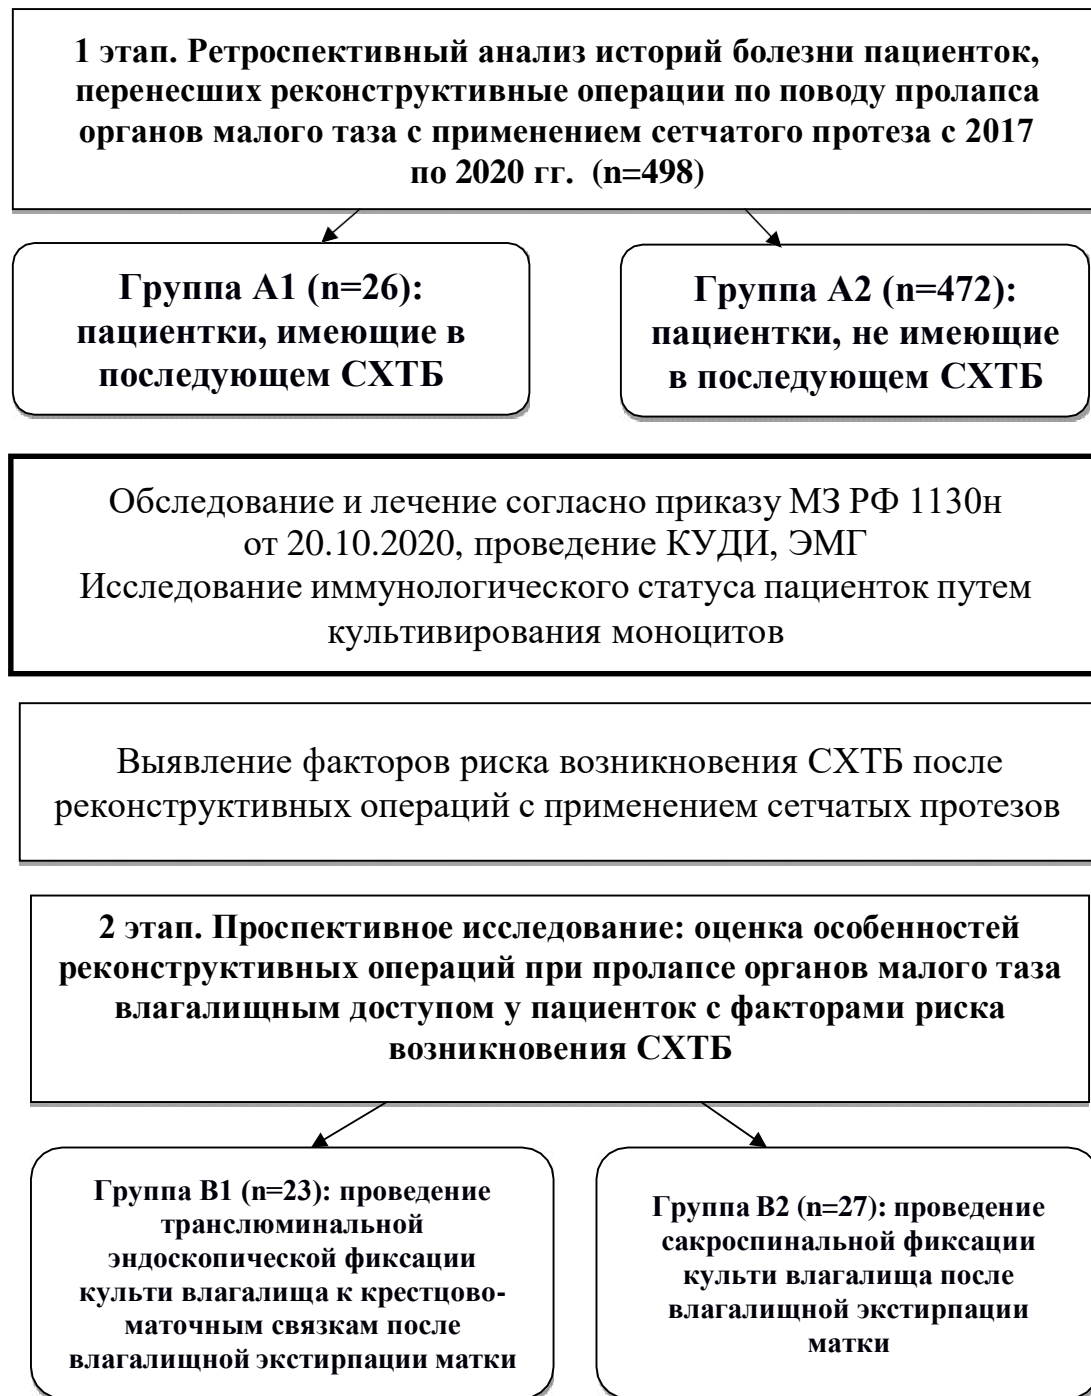 1 этап. Ретроспективный анализ историй болезни пациенток,
перенесших реконструктивные операции по поводу пролапса
органов малого таза с применением сетчатого протеза с 2017
по 2020 гг. (n=498)
Группа А1 (n=26):
пациентки, имеющие в
последующем СХТБ
Группа А2 (n=472):
пациентки, не имеющие
в последующем СХТБ
Обследование и лечение согласно приказу МЗ РФ 1130н
от 20.10.2020, проведение КУДИ, ЭМГ
Исследование иммунологического статуса пациенток путем
культивирования моноцитов
Выявление факторов риска возникновения СХТБ после
реконструктивных операций с применением сетчатых протезов
2 этап. Проспективное исследование: оценка особенностей
реконструктивных операций при пролапсе органов малого таза
влагалищным доступом у пациенток с факторами риска
возникновения СХТБ
Группа В1 (n=23): проведение
транслюминальной
эндоскопической фиксации
культи влагалища к крестцово-
маточным связкам после
влагалищной экстирпации матки
Группа В2 (n=27): проведение
сакроспинальной фиксации
культи влагалища после
влагалищной экстирпации
матки